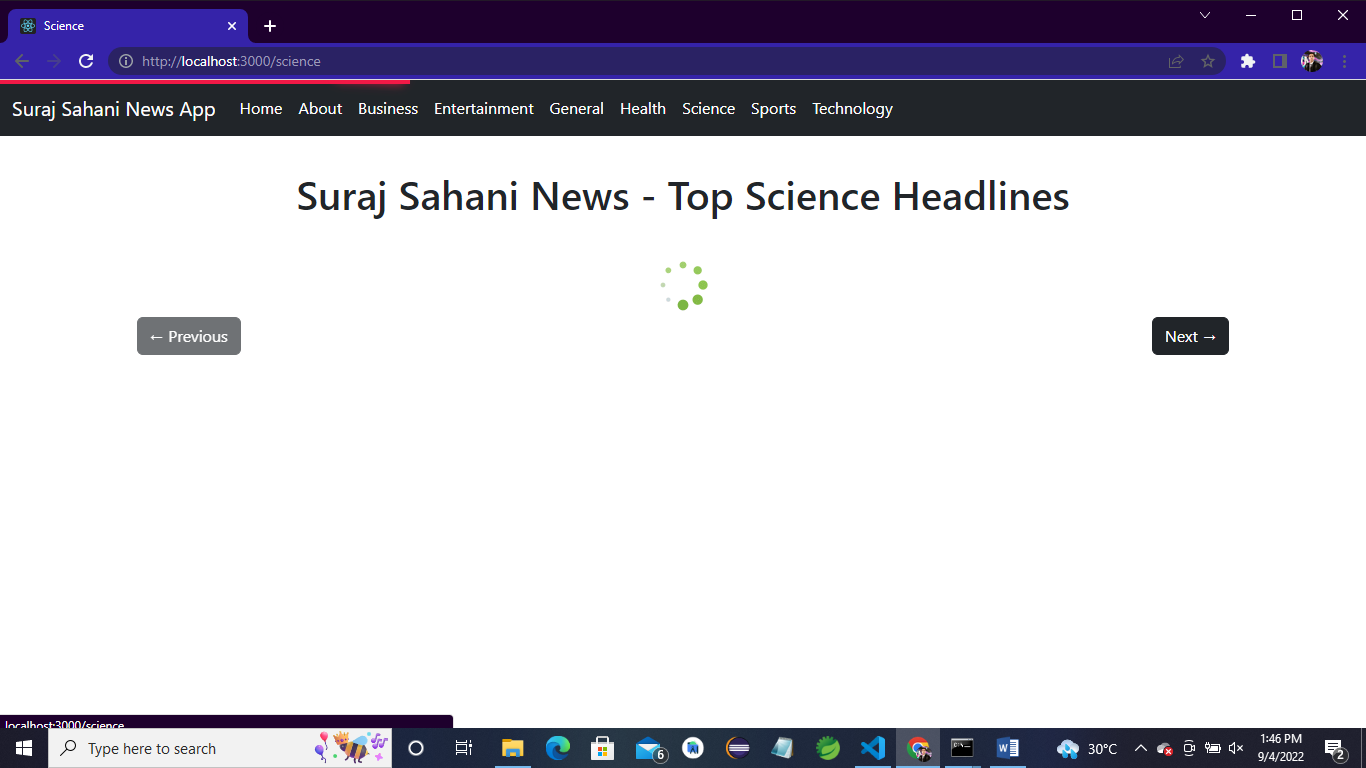 Science
http://localhost:3000/science
Suraj Sahani News App Home About Business Entertainment General Health Science Sports Technology
Suraj Sahani News - Top Science Headlines
← Previous
Next →
localhost:3000/science
Type here to search
6
30°C
1:46 PM
9/4/2022
2